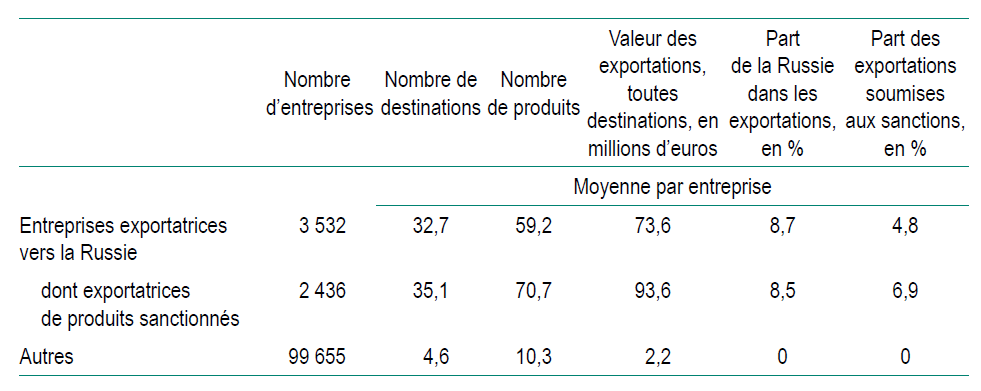 Nombre d'entreprises
Nombre de destinations
Nombre de produits
Valeur des exportations, toutes destinations, en millions d'euros
Part de la Russie dans les exportations, en %
Part des exportations soumises aux sanctions, en %
Moyenne par entreprise
Entreprises exportatrices vers la Russie 3 532 32,7 59,2 73,6 8,7 4,8
dont exportatrices de produits sanctionnés 2 436 35,1 70,7 93,6 8,5 6,9
Autres 99 655 4,6 10,3 2,2 0 0